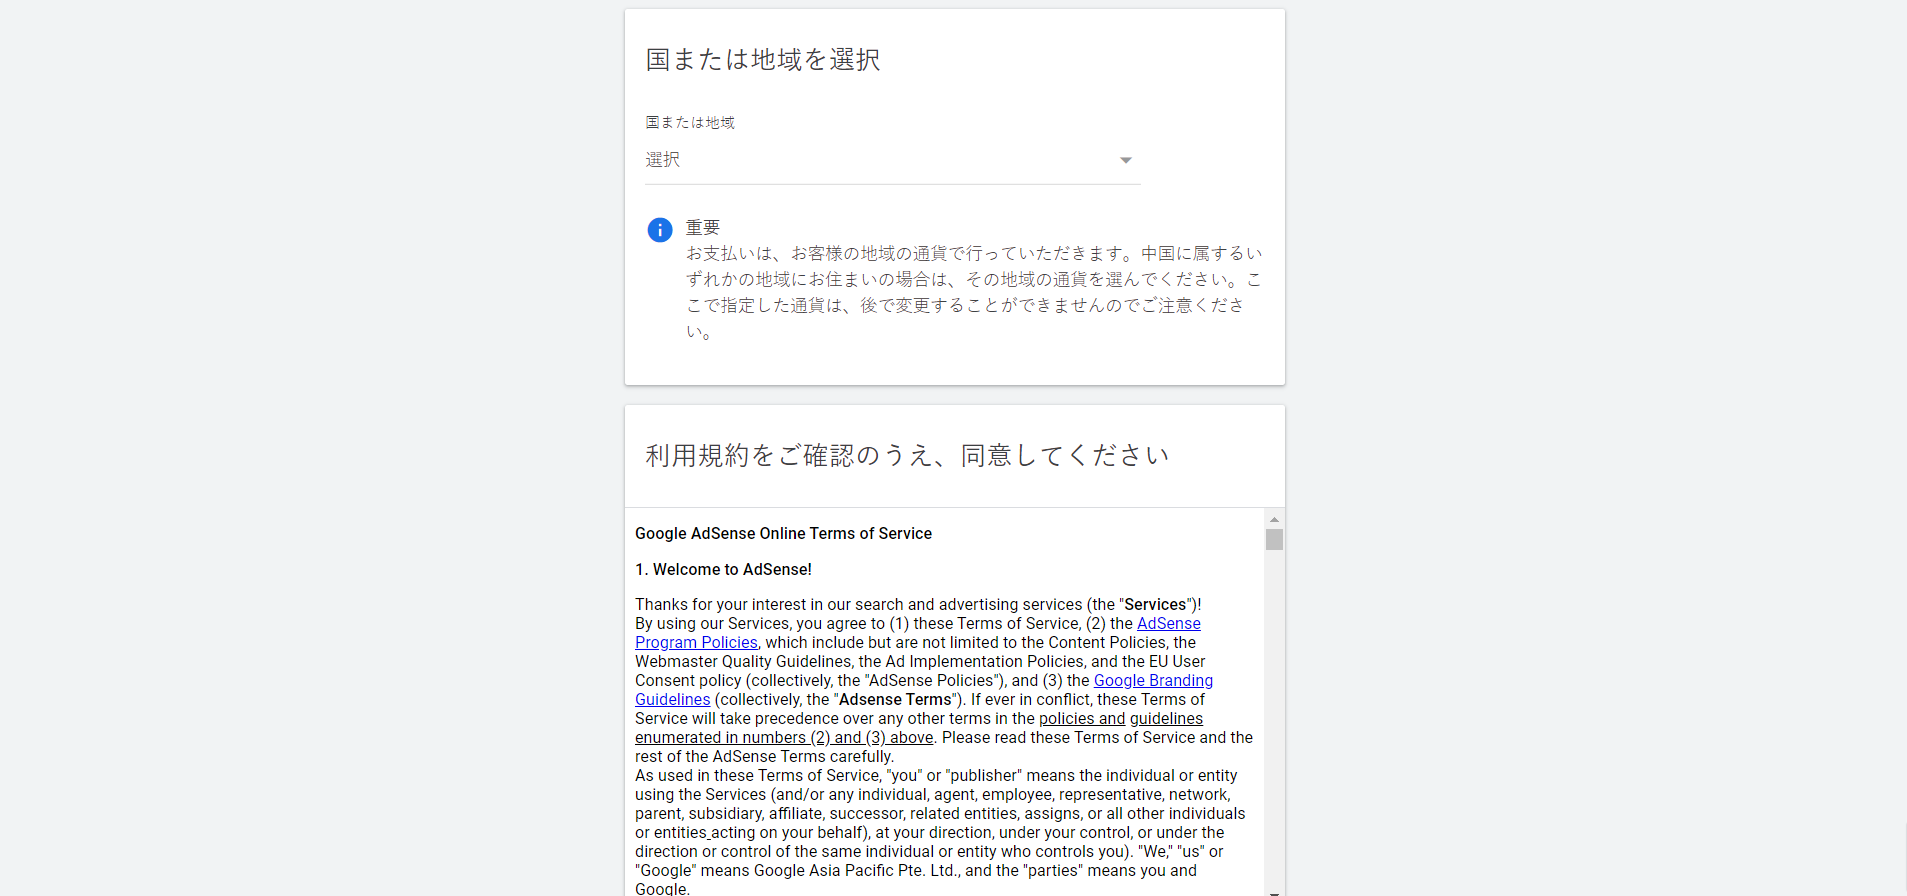 国または地域を選択
国または地域
選択
重要
お支払いは、お客様の地域の通貨で行っていただきます。中国に属するい
ずれかの地域にお住まいの場合は、その地域の通貨を選んでください。こ
こで指定した通貨は、後で変更することができませんのでご注意くださ
い。
利用規約をご確認のうえ、同意してください
Google AdSense Online Terms of Service
1. Welcome to AdSense!
Thanks for your interest in our search and advertising services (the "Services")!
By using our Services, you agree to (1) these Terms of Service, (2) the AdSense
Program Policies, which include but are not limited to the Content Policies, the
Webmaster Quality Guidelines, the Ad Implementation Policies, and the EU User
Consent policy (collectively, the "AdSense Policies"), and (3) the Google Branding
Guidelines (collectively, the "Adsense Terms"). If ever in conflict, these Terms of
Service will take precedence over any other terms in the policies and guidelines
enumerated in numbers (2) and (3) above. Please read these Terms of Service and the
rest of the AdSense Terms carefully.
As used in these Terms of Service, "you" or "publisher" means the individual or entity
using the Services (and/or any individual, agent, employee, representative, network,
parent, subsidiary, affiliate, successor, related entities, assigns, or all other individuals
or entities acting on your behalf), at your direction, under your control, or under the
direction or control of the same individual or entity who controls you). "We," "us" or
"Google" means Google Asia Pacific Pte. Ltd., and the "parties" means you and
Google.